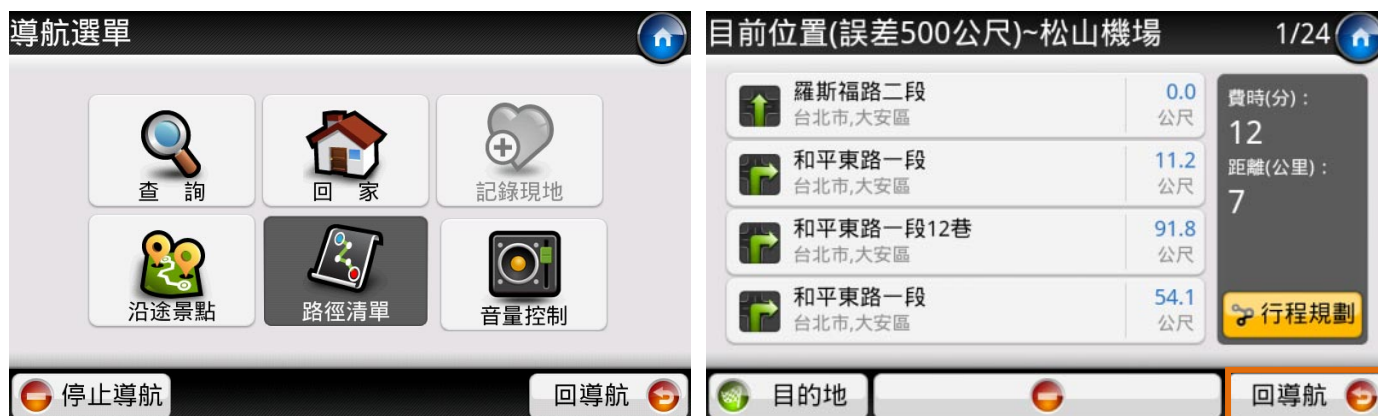 導航選單
查 詢
回 家
記錄現地
沿途景點
路徑清單
音量控制
停止導航
回導航
目前位置(誤差500公尺)~松山機場
1/24
羅斯福路二段
0.0
台北市,大安區
公尺
和平東路一段
11.2
台北市,大安區
公尺
和平東路一段12巷
91.8
台北市,大安區
公尺
和平東路一段
54.1
台北市,大安區
公尺
費時(分):
12
距離(公里):
7
行程規劃
目的地
回導航